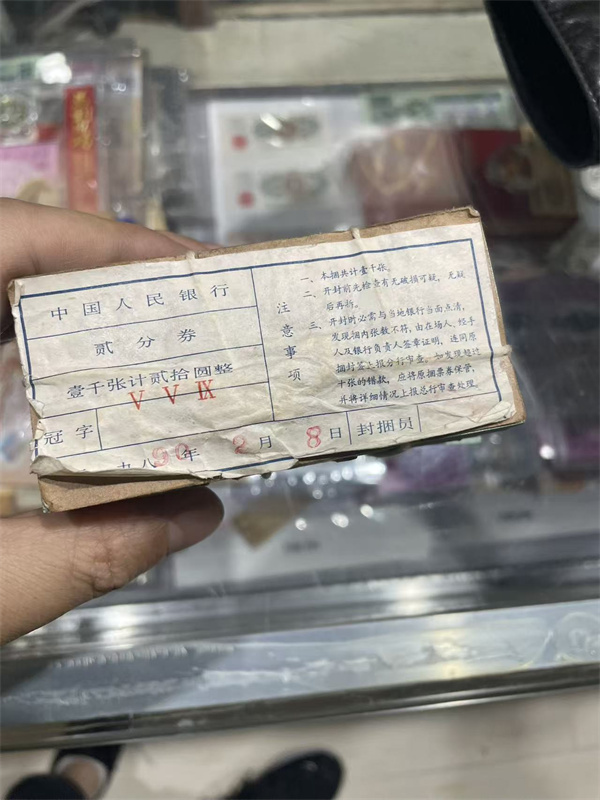 中国人民银行
贰分券
壹千张计贰拾圆整
V V IX
冠字
九八90年 2月 8日 封捆员
注意事项
一、本捆共计壹千张。
二、开封前先检查有无破损可疑，无疑
后再拆。
三、开封时必需与当地银行当面点清，
发现捆内张数不符，由在场人、经手
人及银行负责人签章证明，连同原
捆封签上报分行审查，如发现超过
十张的错款，应将原捆票券保管，
并将详细情况上报总行审查处理。